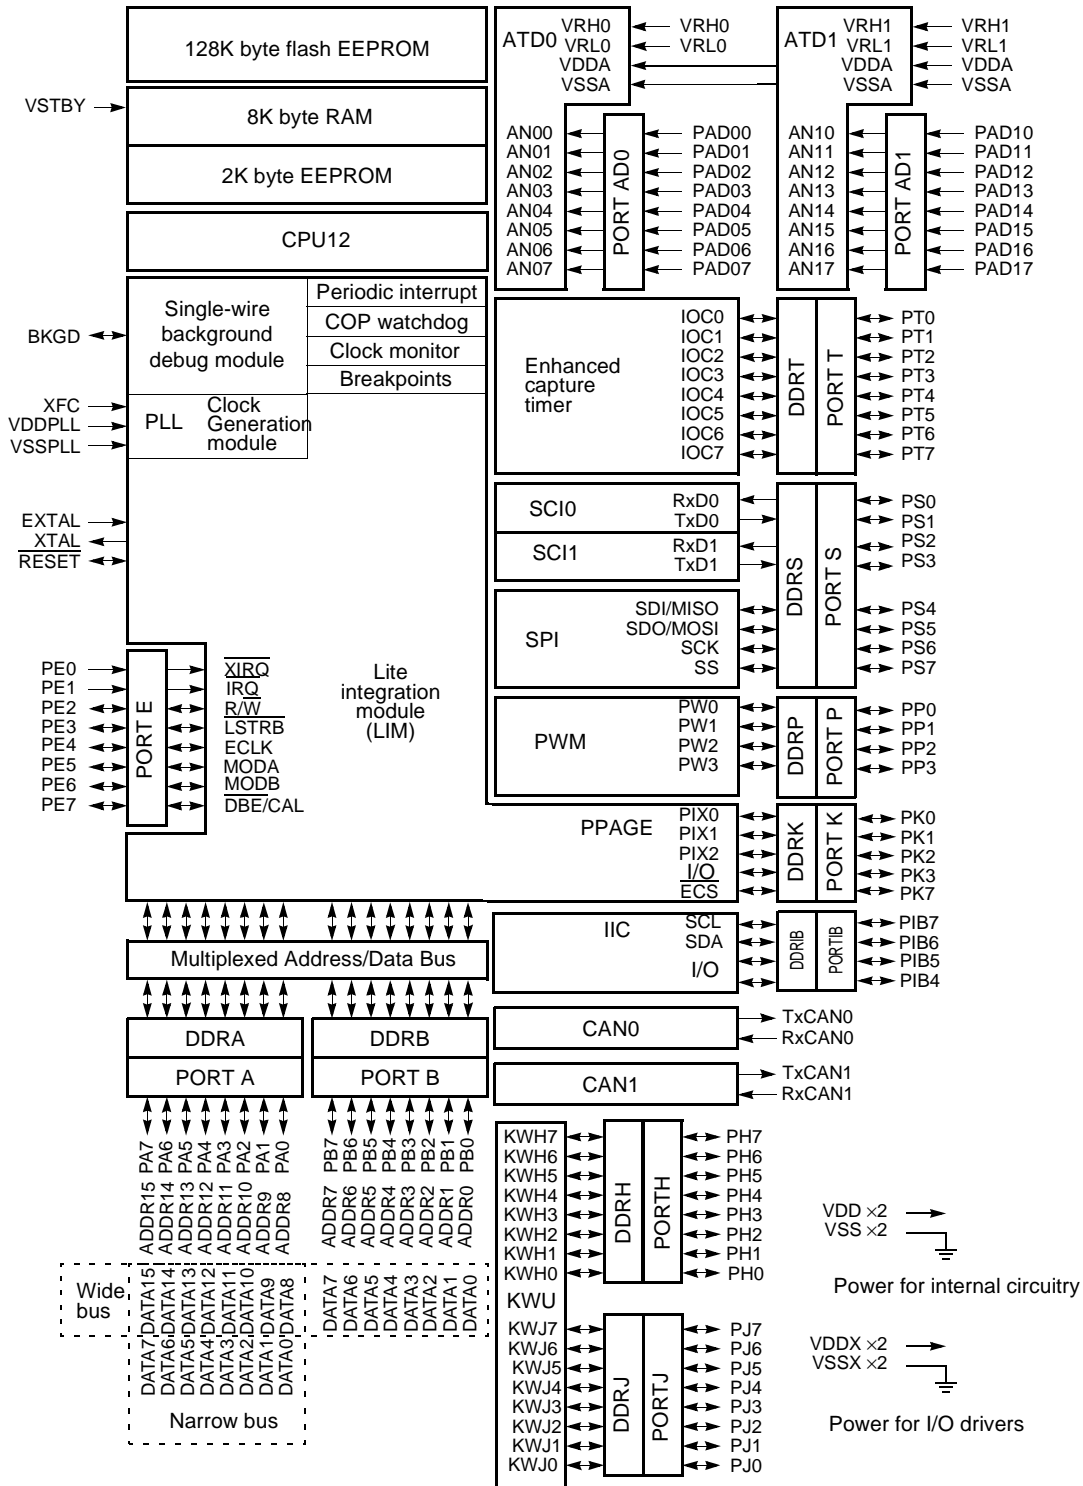 128K byte flash EEPROM
VSTBY
8K byte RAM
2K byte EEPROM
CPU12
Single-wire
background
debug module
Periodic interrupt
COP watchdog
Clock monitor
Breakpoints
BKGD
XFC
VDDPLL
VSSPLL
PLL
Clock
Generation
module
EXTAL
XTAL
RESET
PE0
PE1
PE2
PE3
PE4
PE5
PE6
PE7
PORT E
XIRQ
IRQ
R/W
LSTRB
ECLK
MODA
MODB
DBE/CAL
Lite
integration
module
(LIM)
ATD0
VRH0
VRL0
VDDA
VSSA
VRH0
VRL0
AN00
AN01
AN02
AN03
AN04
AN05
AN06
AN07
PORT AD0
PAD00
PAD01
PAD02
PAD03
PAD04
PAD05
PAD06
PAD07
ATD1
VRH1
VRL1
VDDA
VSSA
VRH1
VRL1
VDDA
VSSA
AN10
AN11
AN12
AN13
AN14
AN15
AN16
AN17
PORT AD1
PAD10
PAD11
PAD12
PAD13
PAD14
PAD15
PAD16
PAD17
Enhanced
capture
timer
IOC0
IOC1
IOC2
IOC3
IOC4
IOC5
IOC6
IOC7
DDRT
PORT T
PT0
PT1
PT2
PT3
PT4
PT5
PT6
PT7
SCI0
RxD0
TxD0
SCI1
RxD1
TxD1
SPI
SDI/MISO
SDO/MOSI
SCK
SS
DDRS
PORT S
PS0
PS1
PS2
PS3
PS4
PS5
PS6
PS7
PWM
PW0
PW1
PW2
PW3
DDRP
PORT P
PP0
PP1
PP2
PP3
PPAGE
PIX0
PIX1
PIX2
I/O
ECS
DDRK
PORT K
PK0
PK1
PK2
PK3
PK7
IIC
SCL
SDA
I/O
DDRIB
PORTIB
PIB7
PIB6
PIB5
PIB4
CAN0
TxCAN0
RxCAN0
CAN1
TxCAN1
RxCAN1
Multiplexed Address/Data Bus
DDRA
PORT A
DDRB
PORT B
PA7
PA6
PA5
PA4
PA3
PA2
PA1
PA0
PB7
PB6
PB5
PB4
PB3
PB2
PB1
PB0
ADDR15
ADDR14
ADDR13
ADDR12
ADDR11
ADDR10
ADDR9
ADDR8
ADDR7
ADDR6
ADDR5
ADDR4
ADDR3
ADDR2
ADDR1
ADDR0
Wide
bus
DATA15
DATA14
DATA13
DATA12
DATA11
DATA10
DATA9
DATA8
DATA7
DATA6
DATA5
DATA4
DATA3
DATA2
DATA1
DATA0
DATA7
DATA6
DATA5
DATA4
DATA3
DATA2
DATA1
DATA0
Narrow bus
KWH7
KWH6
KWH5
KWH4
KWH3
KWH2
KWH1
KWH0
KWU
KWJ7
KWJ6
KWJ5
KWJ4
KWJ3
KWJ2
KWJ1
KWJ0
DDRH
PORTH
PH7
PH6
PH5
PH4
PH3
PH2
PH1
PH0
DDRJ
PORTJ
PJ7
PJ6
PJ5
PJ4
PJ3
PJ2
PJ1
PJ0
VDD ×2
VSS ×2
Power for internal circuitry
VDDX ×2
VSSX ×2
Power for I/O drivers